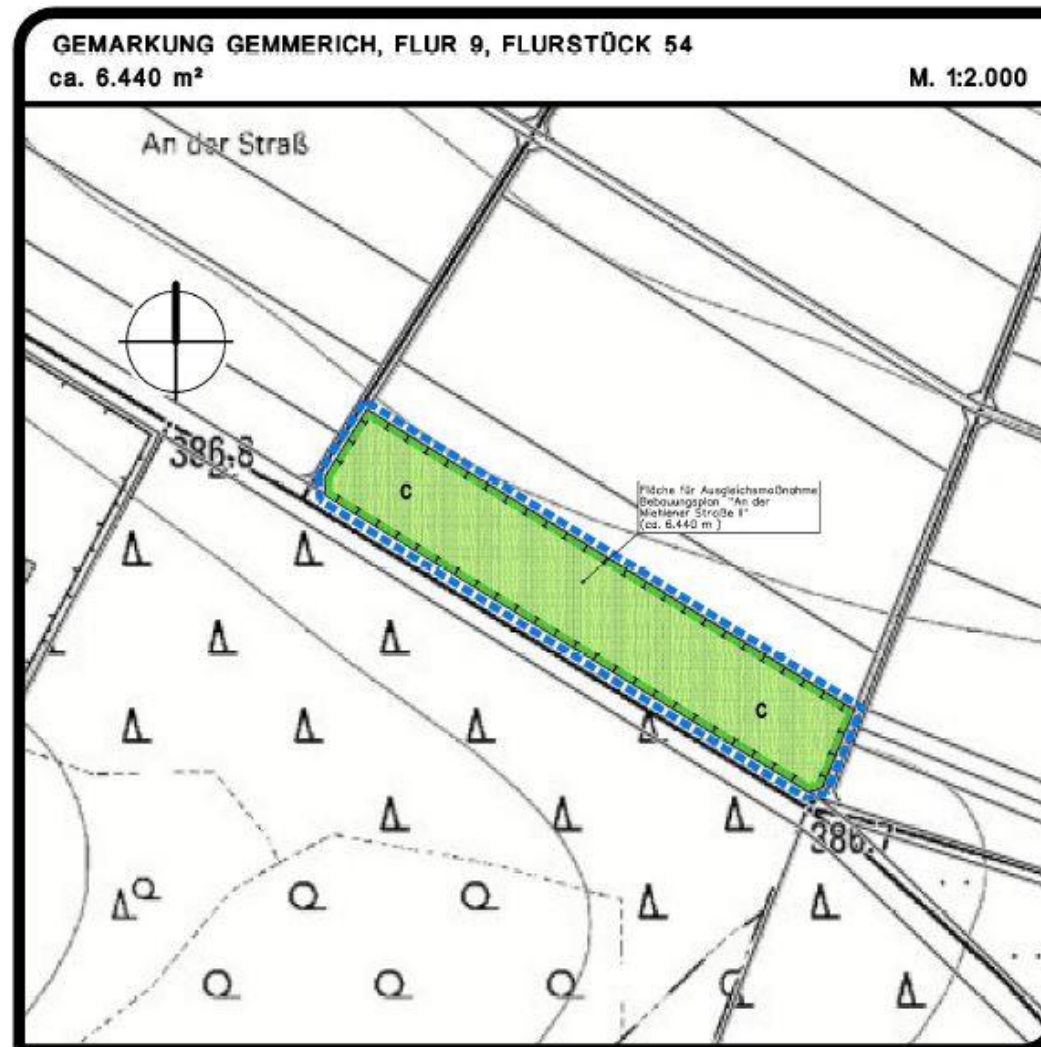 GEMARKUNG GEMMERICH, FLUR 9, FLURSTÜCK 54
ca. 6.440 m²
M. 1:2.000
An der Straß
386,8
C
Fläche für Ausgleichsmaßnahme
Bebauungsplan "An der
Miehlener Straße II"
(ca. 6.440 m )
C
386,7